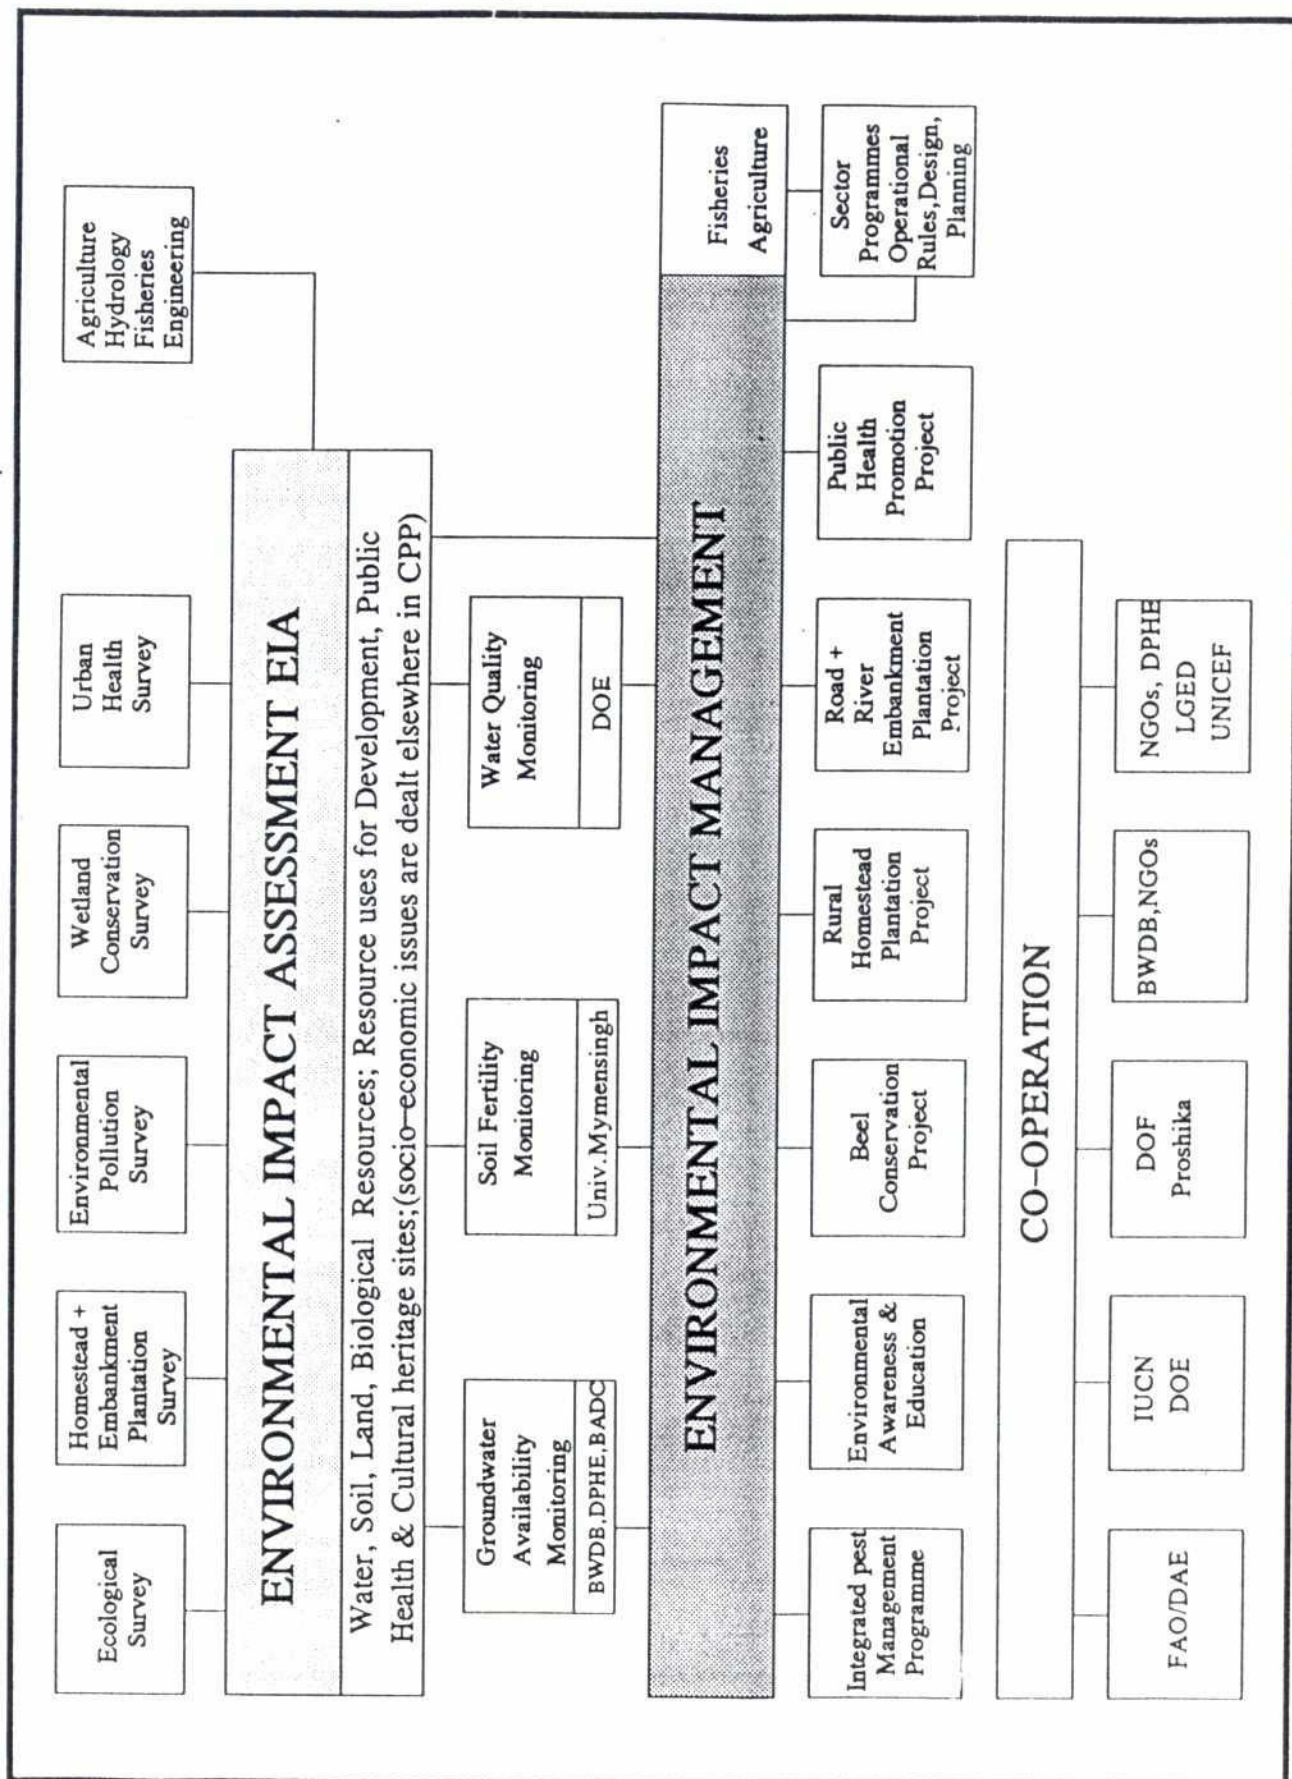 Ecological
Survey
Homestead +
Embankment
Plantation
Survey
Environmental
Pollution
Survey
Wetland
Conservation
Survey
Urban
Health
Survey
Agriculture
Hydrology
Fisheries
Engineering
ENVIRONMENTAL IMPACT ASSESSMENT EIA
Water, Soil, Land, Biological Resources; Resource uses for Development, Public
Health & Cultural heritage sites;(socio-economic issues are dealt elsewhere in CPP)
Groundwater
Availability
Monitoring
BWDB,DPHE,BADC
Soil Fertility
Monitoring
Univ.Mymensingh
Water Quality
Monitoring
DOE
ENVIRONMENTAL IMPACT MANAGEMENT
Fisheries
Agriculture
Integrated pest
Management
Programme
Environmental
Awareness &
Education
Beel
Conservation
Project
Rural
Homestead
Plantation
Project
Road +
River
Embankment
Plantation
Project
Public
Health
Promotion
Project
Sector
Programmes
Operational
Rules,Design,
Planning
CO-OPERATION
FAO/DAE
IUCN
DOE
DOF
Proshika
BWDB,NGOs
NGOs, DPHE
LGED
UNICEF